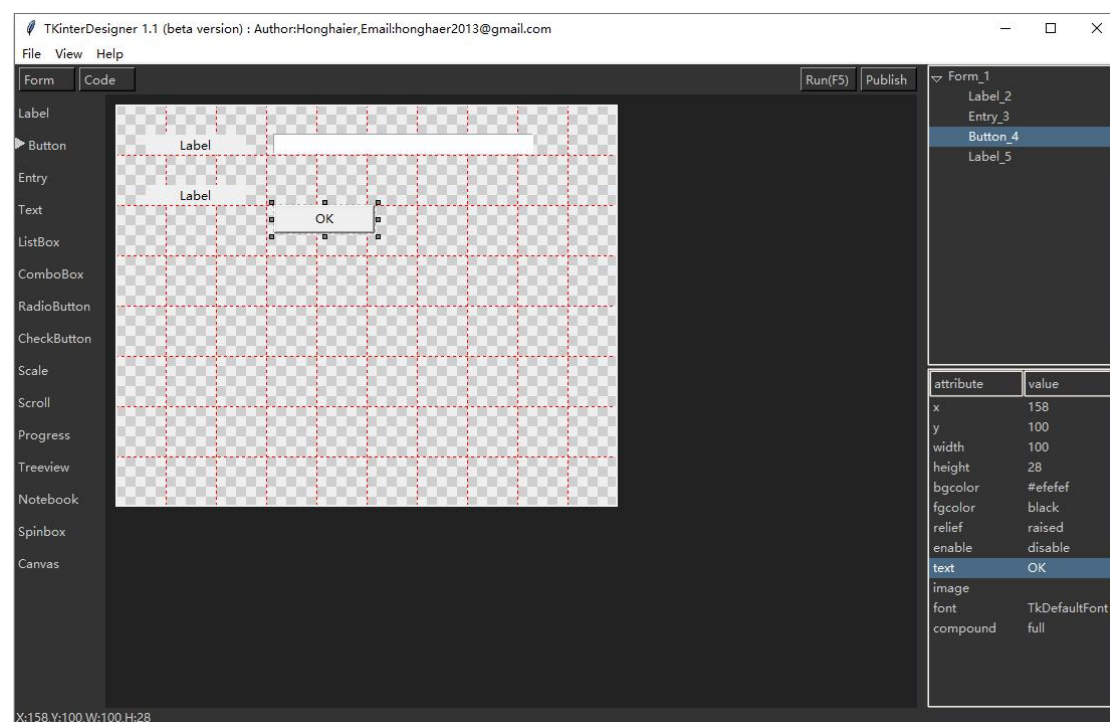 TKinterDesigner 1.1 (beta version) : Author:Honghaier,Email:honghaer2013@gmail.com
File View Help
Form Code Run(F5) Publish
Label
Button
Entry
Text
ListBox
ComboBox
RadioButton
CheckButton
Scale
Scroll
Progress
Treeview
Notebook
Spinbox
Canvas
Label
Label
OK
Form_1
Label_2
Entry_3
Button_4
Label_5
attribute value
x 158
y 100
width 100
height 28
bgcolor #efefef
fgcolor black
relief raised
enable disable
text OK
image
font TkDefaultFont
compound full
X:158,Y:100,W:100,H:28